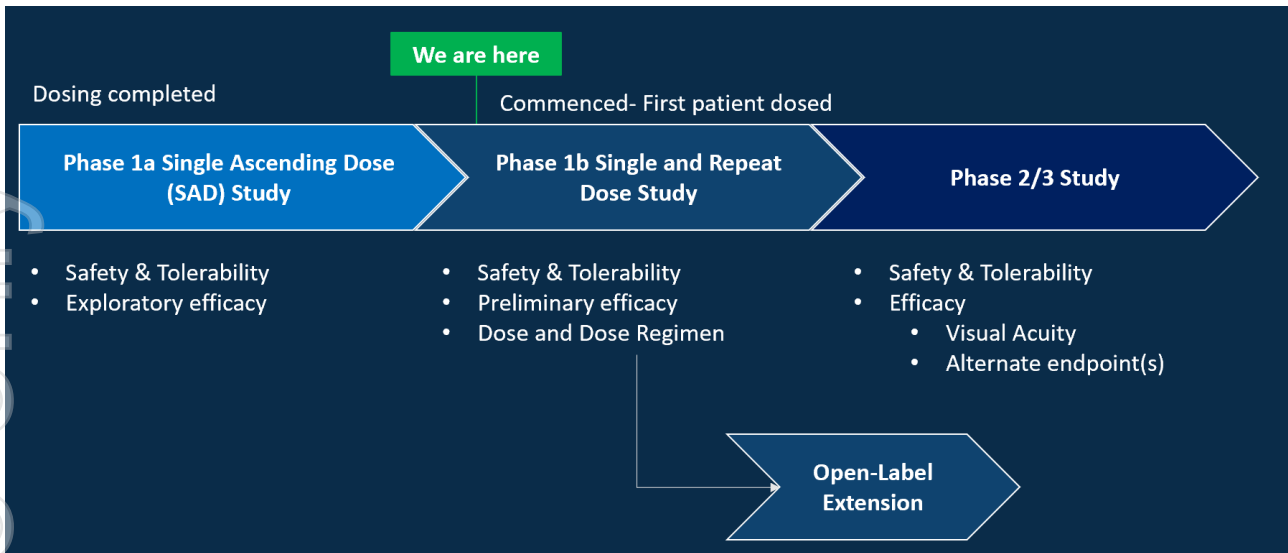 We are here
Dosing completed
Commenced- First patient dosed
Phase 1a Single Ascending Dose
(SAD) Study
Phase 1b Single and Repeat
Dose Study
Phase 2/3 Study
• Safety & Tolerability
• Exploratory efficacy
• Safety & Tolerability
• Preliminary efficacy
• Dose and Dose Regimen
• Safety & Tolerability
• Efficacy
• Visual Acuity
• Alternate endpoint(s)
Open-Label
Extension